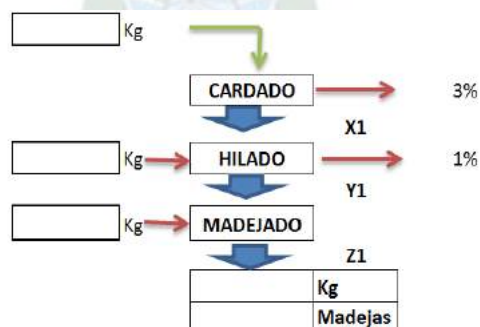 Kg
CARDADO 3%
X1
Kg HILADO 1%
Y1
Kg MADEJADO
Z1
Kg
Madejas